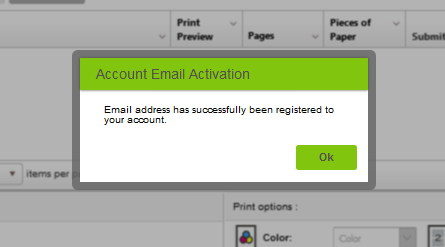 Print Preview
Pages
Pieces of Paper
Submit
Account Email Activation
Email address has successfully been registered to
your account.
Ok
items per
Print options :
Color:
Color